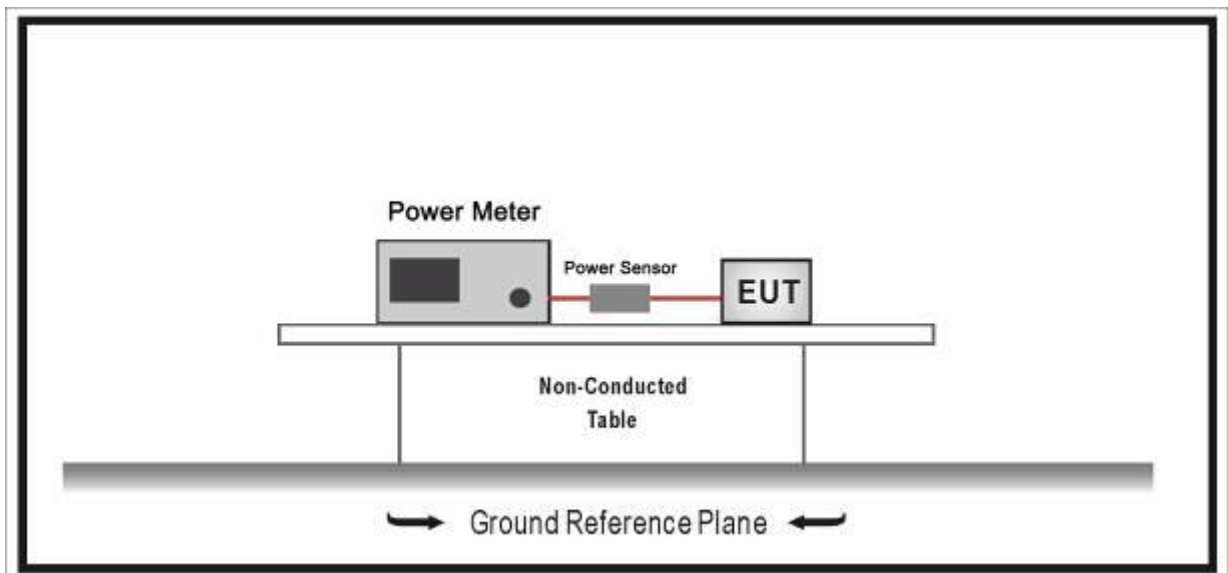 Power Meter
Power Sensor
EUT
Non-Conducted
Table
Ground Reference Plane